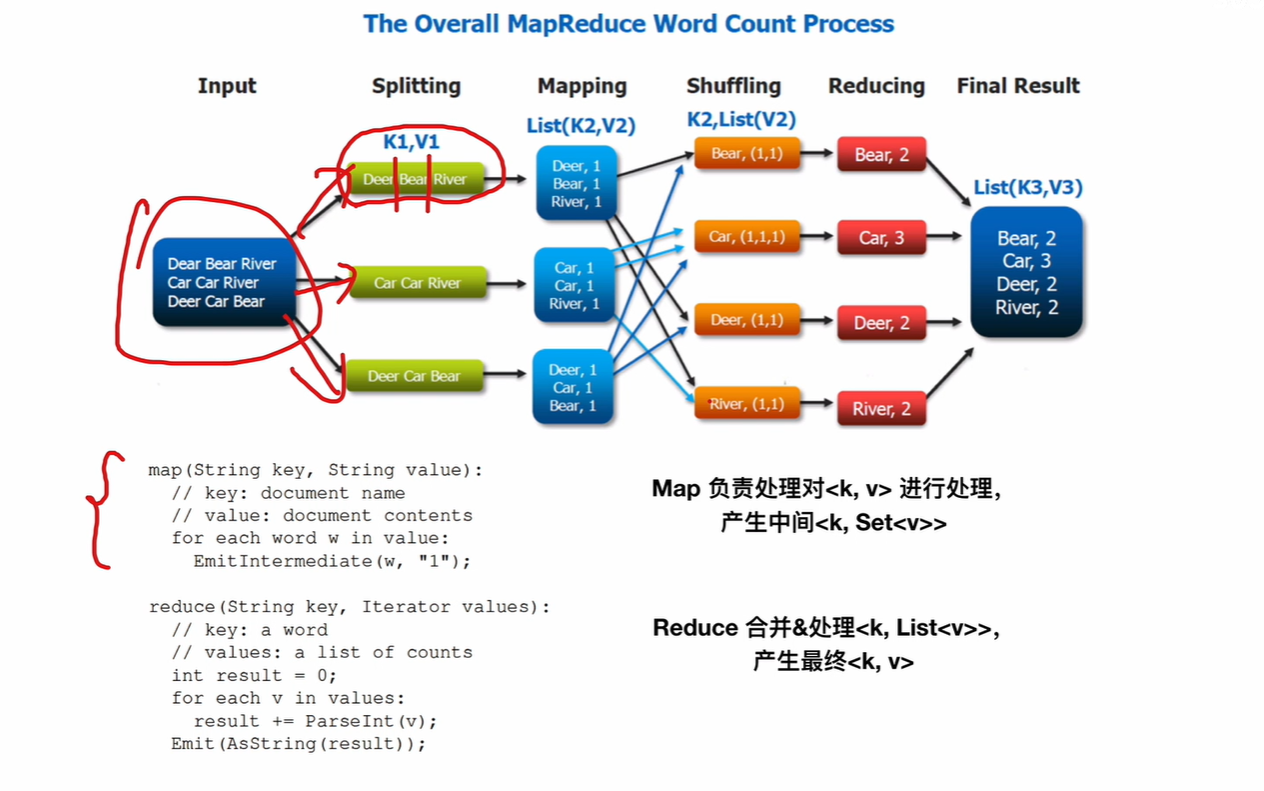 The Overall MapReduce Word Count Process
Input
Splitting
Mapping
Shuffling
Reducing
Final Result
K1,V1
List(K2,V2)
K2,List(V2)
List(K3,V3)
Dear Bear River
Car Car River
Deer Car Bear
Deer Bear River
Car Car River
Deer Car Bear
Deer, 1
Bear, 1
River, 1
Car, 1
Car, 1
River, 1
Deer, 1
Car, 1
Bear, 1
Bear, (1,1)
Car, (1,1,1)
Deer, (1,1)
River, (1,1)
Bear, 2
Car, 3
Deer, 2
River, 2
Bear, 2
Car, 3
Deer, 2
River, 2
map(String key, String value):
// key: document name
// value: document contents
for each word w in value:
EmitIntermediate(w, "1");
reduce(String key, Iterator values):
// key: a word
// values: a list of counts
int result = 0;
for each v in values:
result += ParseInt(v);
Emit(AsString(result));
Map 负责处理对<k, v> 进行处理,
产生中间<k, Set<v>>
Reduce 合并&处理<k, List<v>>,
产生最终<k, v>